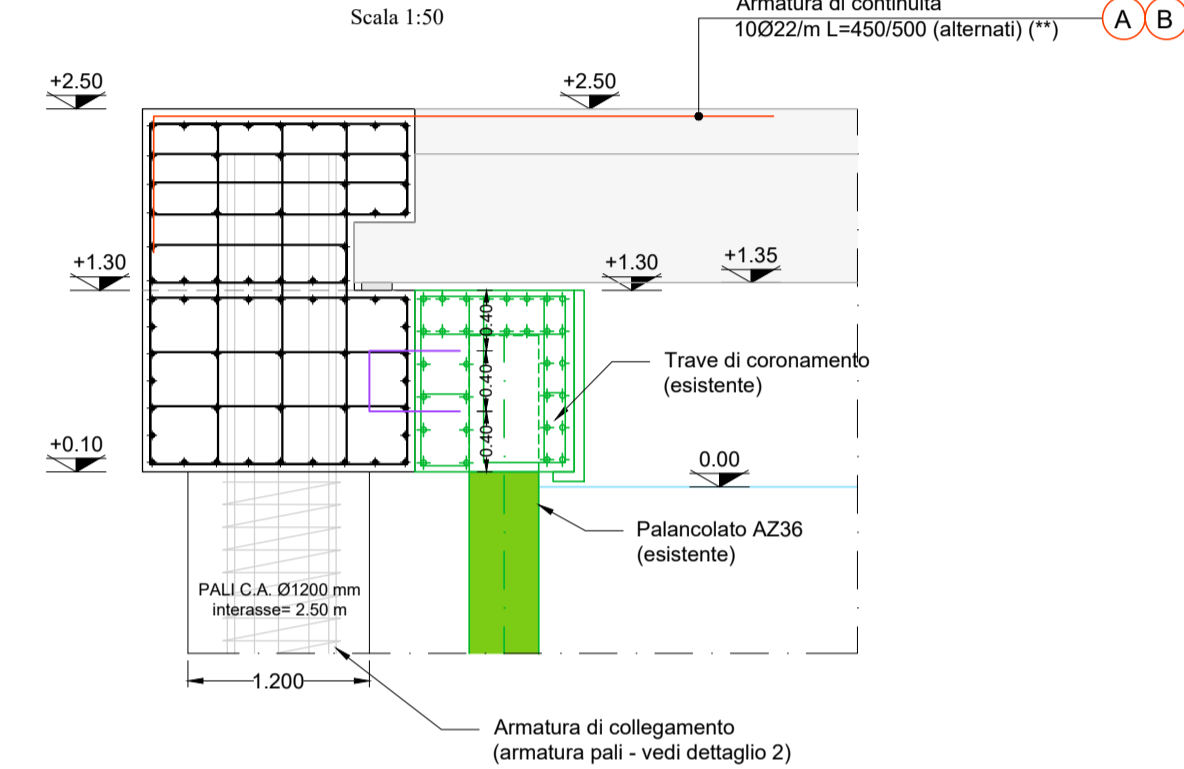 Armatura di continuità
Scala 1:50
10Ø22/m L=450/500 (alternati) (**)
A B
+2.50
+2.50
+1.30
+1.30
+1.35
0.40
0.40
0.40
Trave di coronamento
(esistente)
+0.10
0.00
Palancolato AZ36
(esistente)
PALI C.A. Ø1200 mm
interasse= 2.50 m
1.200
Armatura di collegamento
(armatura pali - vedi dettaglio 2)